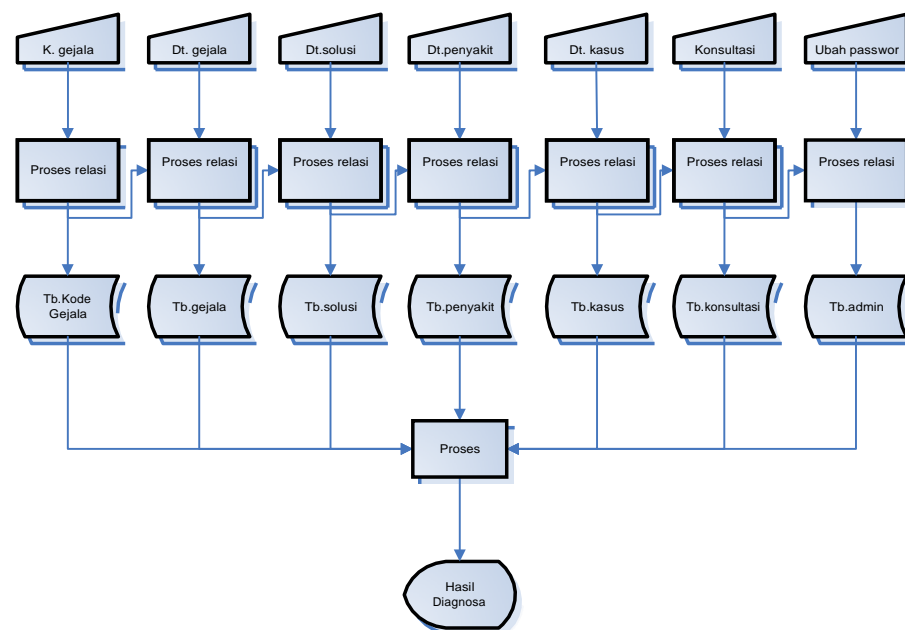 K. gejala
Dt. gejala
Dt.solusi
Dt.penyakit
Dt. kasus
Konsultasi
Ubah passwor
Proses relasi
Proses relasi
Proses relasi
Proses relasi
Proses relasi
Proses relasi
Proses relasi
Tb.Kode
Gejala
Tb.gejala
Tb.solusi
Tb.penyakit
Tb.kasus
Tb.konsultasi
Tb.admin
Proses
Hasil
Diagnosa